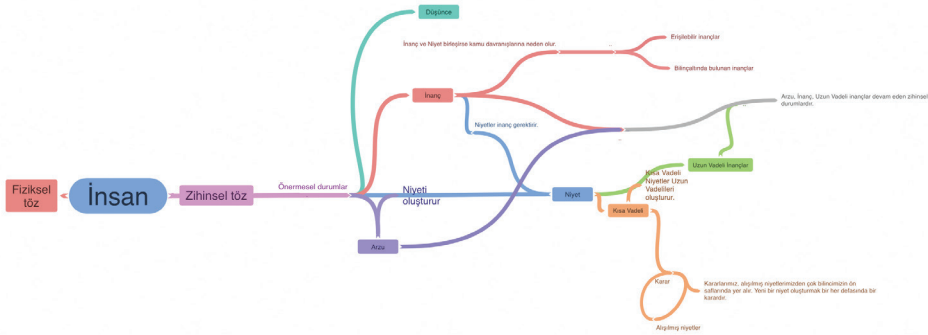 Düşünce
İnanç ve Niyet birleşirse kamu davranışlarına neden olur.
Erişilebilir inançlar
Bilinçaltında bulunan inançlar
İnanç
Arzu, İnanç, Uzun Vadeli inançlar devam eden zihinsel
durumlardır.
Niyetler inanç gerektirir.
Uzun Vadeli İnançlar
Kısa Vadeli
Niyetler Uzun
Vadelileri
oluşturur.
Fiziksel
töz
İnsan
Zihinsel töz
Önermesel durumlar
Niyeti
oluşturur
Niyet
Kısa Vadeli
Arzu
Karar
Kararlarımız, alışılmış niyetlerimizden çok bilincimizin ön
saflarında yer alır. Yeni bir niyet oluşturmak bir her defasında bir
karardır.
Alışılmış niyetler